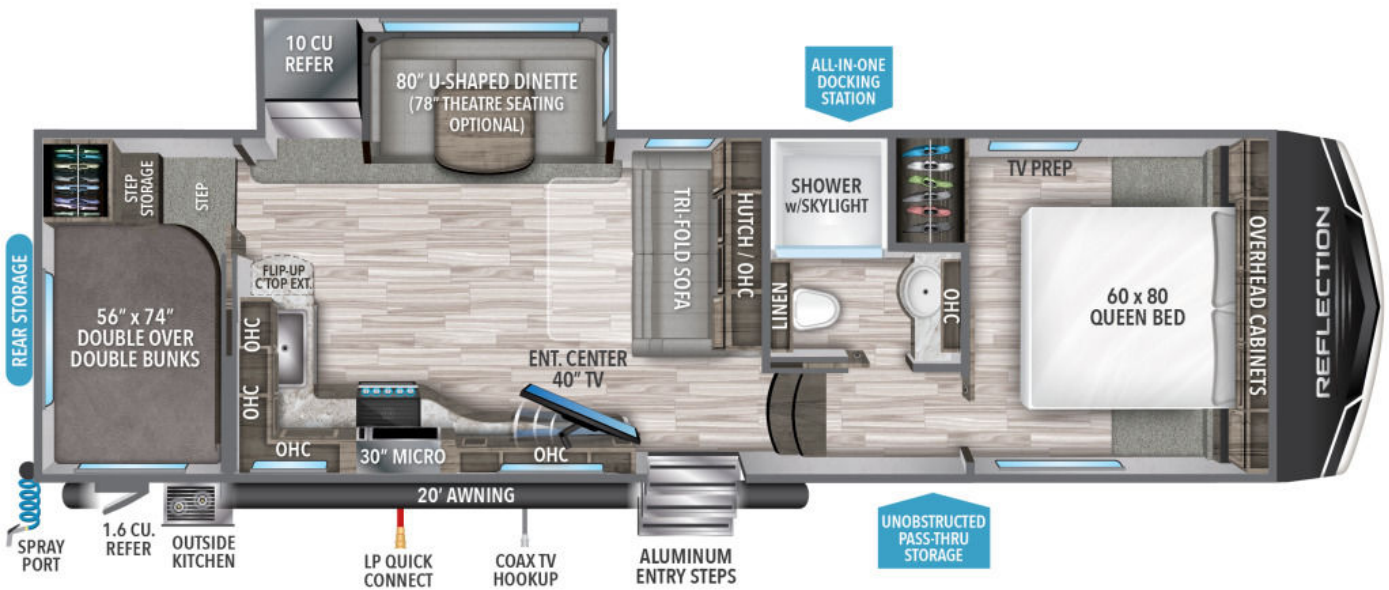 10 CU
REFER
80" U-SHAPED DINETTE
(78" THEATRE SEATING
OPTIONAL)
ALL-IN-ONE
DOCKING
STATION
STEP
STORAGE
STEP
TRI-FOLD SOFA
HUTCH / OHC
SHOWER
w/SKYLIGHT
TV PREP
REAR STORAGE
56" x 74"
DOUBLE OVER
DOUBLE BUNKS
FLIP-UP
C'TOP EXT.
OHC
OHC
OHC
30" MICRO
OHC
ENT. CENTER
40" TV
LINEN
OHC
60 x 80
QUEEN BED
OVERHEAD CABINETS
REFLECTION
20' AWNING
SPRAY
PORT
1.6 CU.
REFER
OUTSIDE
KITCHEN
LP QUICK
CONNECT
COAX TV
HOOKUP
ALUMINUM
ENTRY STEPS
UNOBSTRUCTED
PASS-THRU
STORAGE